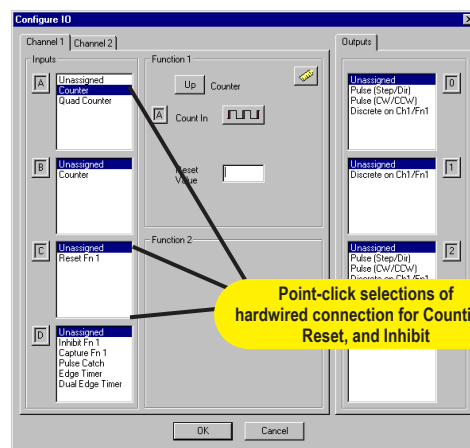 Configure IO
Channel 1
Channel 2
Inputs
A
Unassigned
Counter
Quad Counter
B
Unassigned
Counter
C
Unassigned
Reset Fn 1
D
Unassigned
Inhibit Fn 1
Capture Fn 1
Pulse Catch
Edge Timer
Dual Edge Timer
Function 1
Up
Counter
A
Count In
Reset
Value
Function 2
Outputs
Unassigned
Pulse (Step/Dir)
Pulse (CW/CCW)
Discrete on Ch1/Fn1
0
Unassigned
Discrete on Ch1/Fn1
1
Unassigned
Pulse (Step/Dir)
Pulse (CW/CCW)
Discrete on Ch1/Fn1
2
Point-click selections of
hardwired connection for Counti
Reset, and Inhibit
OK
Cancel